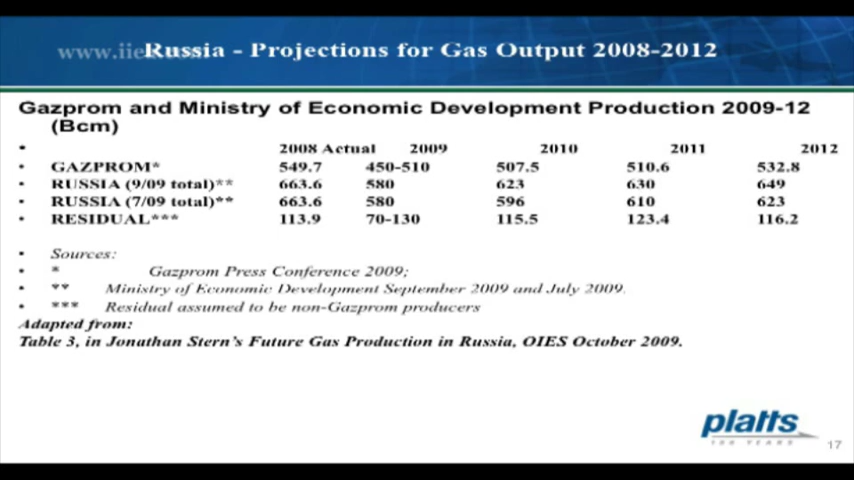 Russia - Projections for Gas Output 2008-2012
Gazprom and Ministry of Economic Development Production 2009-12
(Bcm)
• 2008 Actual 2009 2010 2011 2012
• GAZPROM* 549.7 450-510 507.5 510.6 532.8
• RUSSIA (9/09 total)** 663.6 580 623 630 649
• RUSSIA (7/09 total)** 663.6 580 596 610 623
• RESIDUAL*** 113.9 70-130 115.5 123.4 116.2
• Sources:
• * Gazprom Press Conference 2009;
• ** Ministry of Economic Development September 2009 and July 2009.
• *** Residual assumed to be non-Gazprom producers
Adapted from:
Table 3, in Jonathan Stern's Future Gas Production in Russia, OIES October 2009.
platts
100 YEARS
17